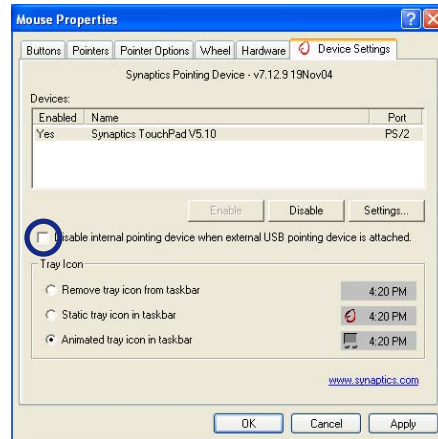 Mouse Properties
Buttons Pointers Pointer Options Wheel Hardware Device Settings
Synaptics Pointing Device - v7.12.9 19Nov04
Devices:
Enabled Name Port
Yes Synaptics TouchPad V5.10 PS/2
Enable Disable Settings...
Disable internal pointing device when external USB pointing device is attached.
Tray Icon
Remove tray icon from taskbar 4:20 PM
Static tray icon in taskbar 4:20 PM
Animated tray icon in taskbar 4:20 PM
www.synaptics.com
OK Cancel Apply